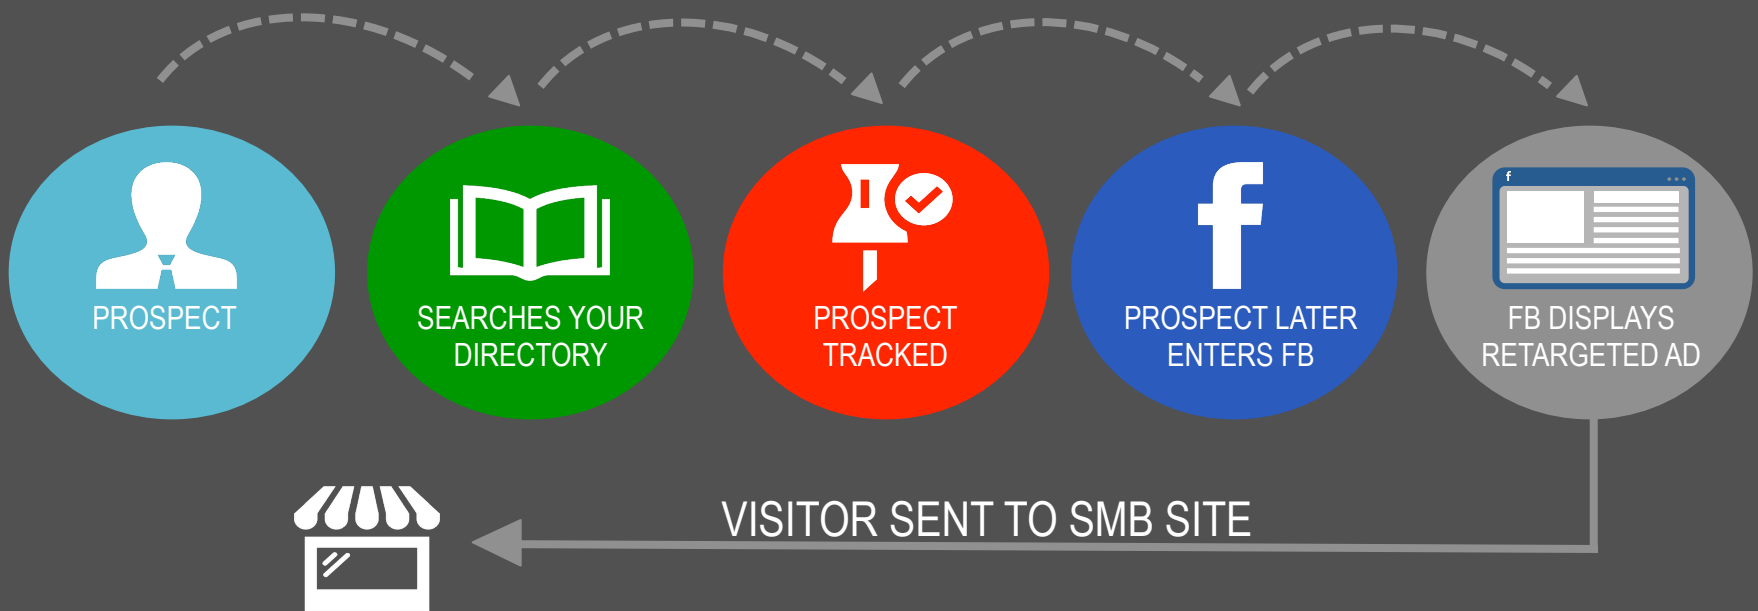 PROSPECT
SEARCHES YOUR
DIRECTORY
PROSPECT
TRACKED
f
PROSPECT LATER
ENTERS FB
f
FB DISPLAYS
RETARGETED AD
VISITOR SENT TO SMB SITE